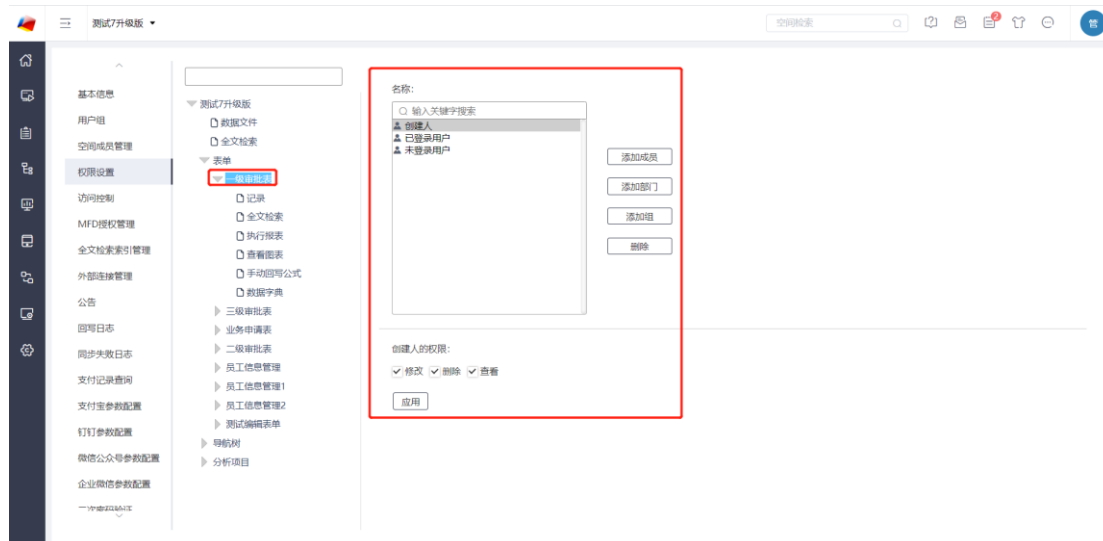 测试7升级版
空间检索
2
管
基本信息
用户组
空间成员管理
权限设置
访问控制
MFD授权管理
全文检索索引管理
外部连接管理
公告
回写日志
同步失败日志
支付记录查询
支付宝参数配置
钉钉参数配置
微信公众号参数配置
企业微信参数配置
二次密码验证
测试7升级版
数据文件
全文检索
表单
一级审批表
记录
全文检索
执行报表
查看图表
手动回写公式
数据字典
三级审批表
业务申请表
二级审批表
员工信息管理
员工信息管理1
员工信息管理2
测试编辑表单
导航树
分析项目
名称:
输入关键字搜索
创建人
已登录用户
未登录用户
添加成员
添加部门
添加组
删除
创建人的权限:
修改 删除 查看
应用